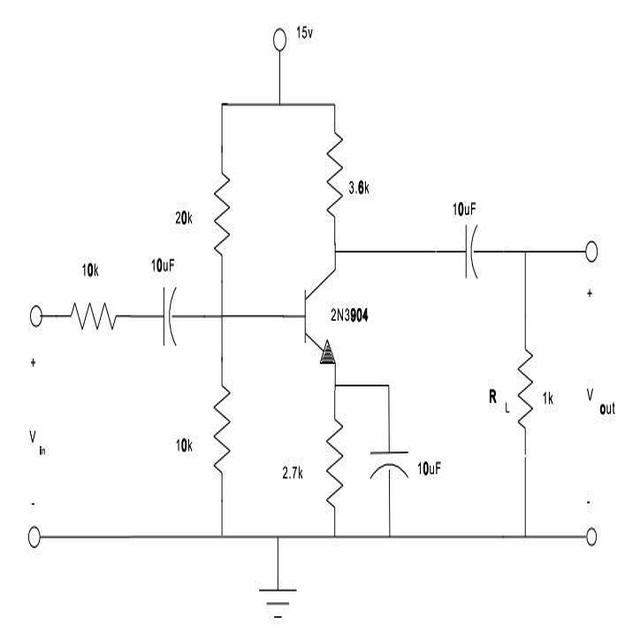 15v
3.6k
20k
10uF
10k
10uF
2N3904
+
+
R L
1k
V out
V in
10k
2.7k
10uF
-
-